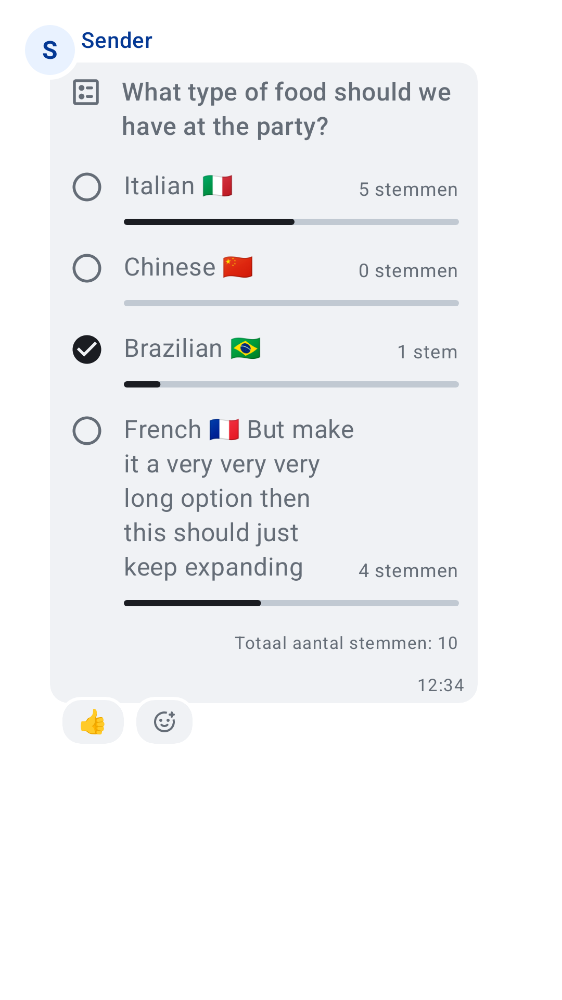 S
Sender
What type of food should we
have at the party?
Italian 🇮🇹
5 stemmen
Chinese 🇨🇳
0 stemmen
Brazilian 🇧🇷
1 stem
French 🇫🇷 But make
it a very very very
long option then
this should just
keep expanding
4 stemmen
Totaal aantal stemmen: 10
12:34